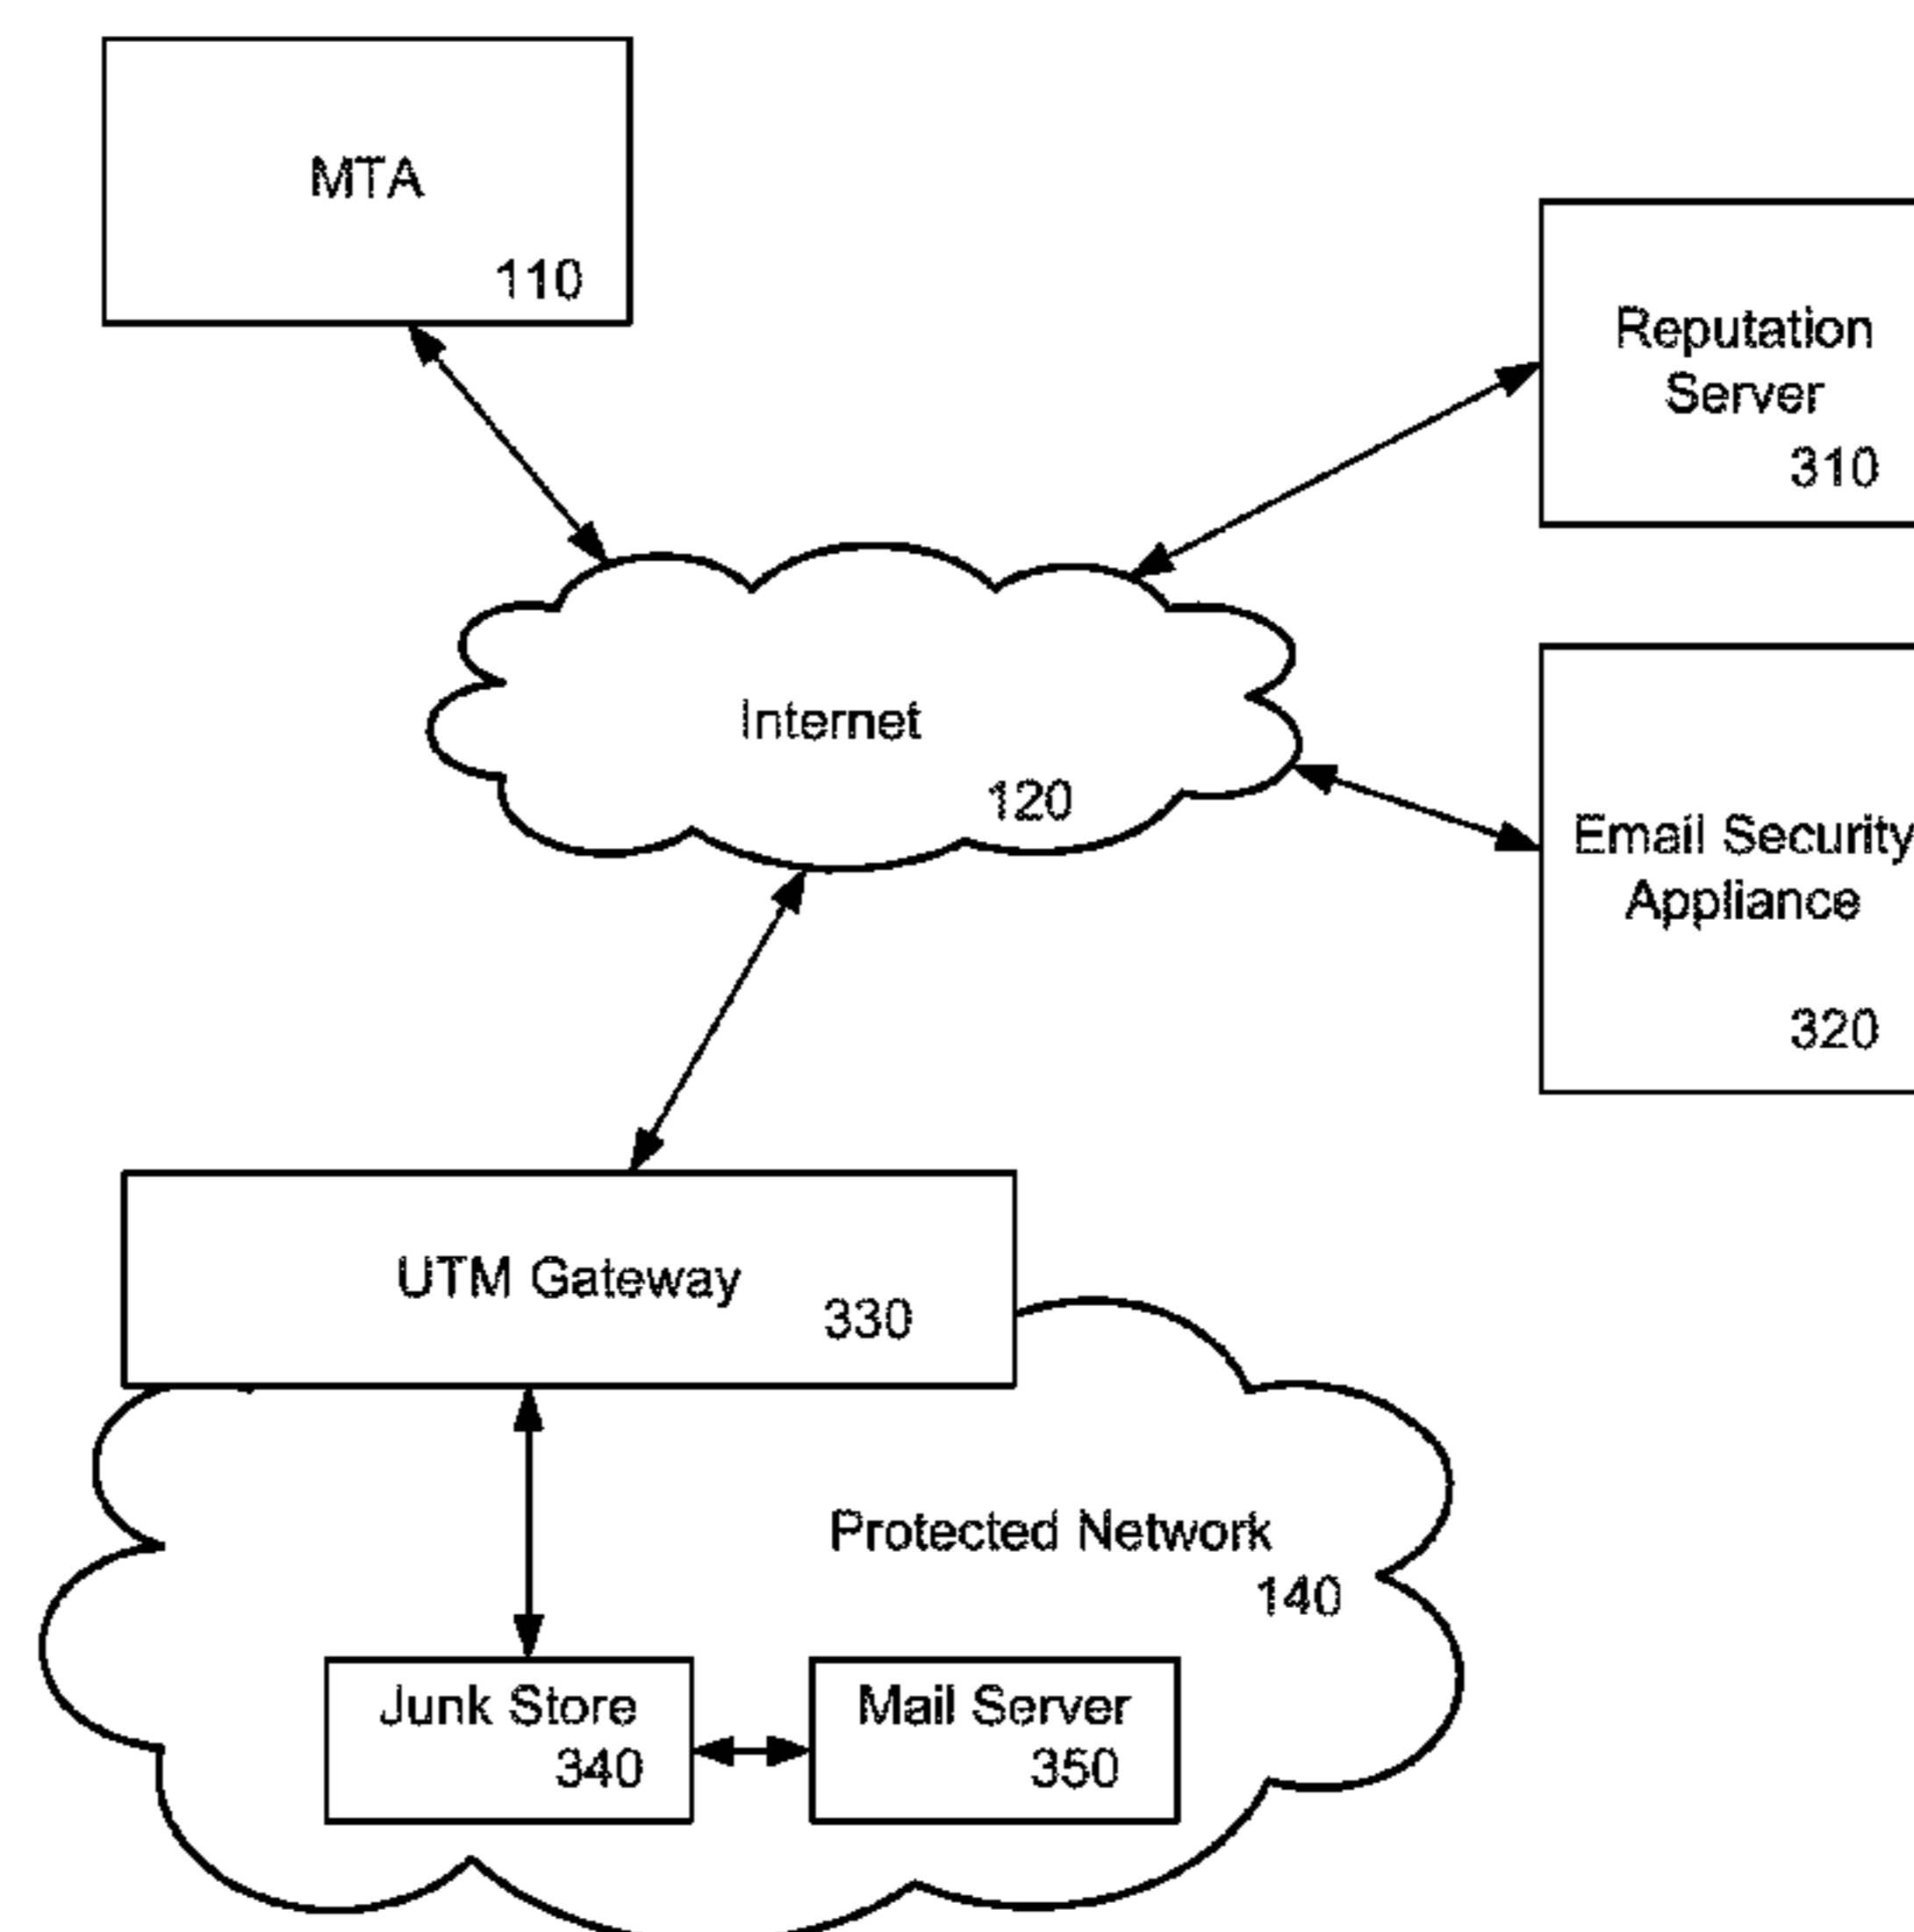 MTA
110
Reputation
Server
310
Internet
120
Email Security
Appliance
320
UTM Gateway
330
Protected Network
140
Junk Store
340
Mail Server
350